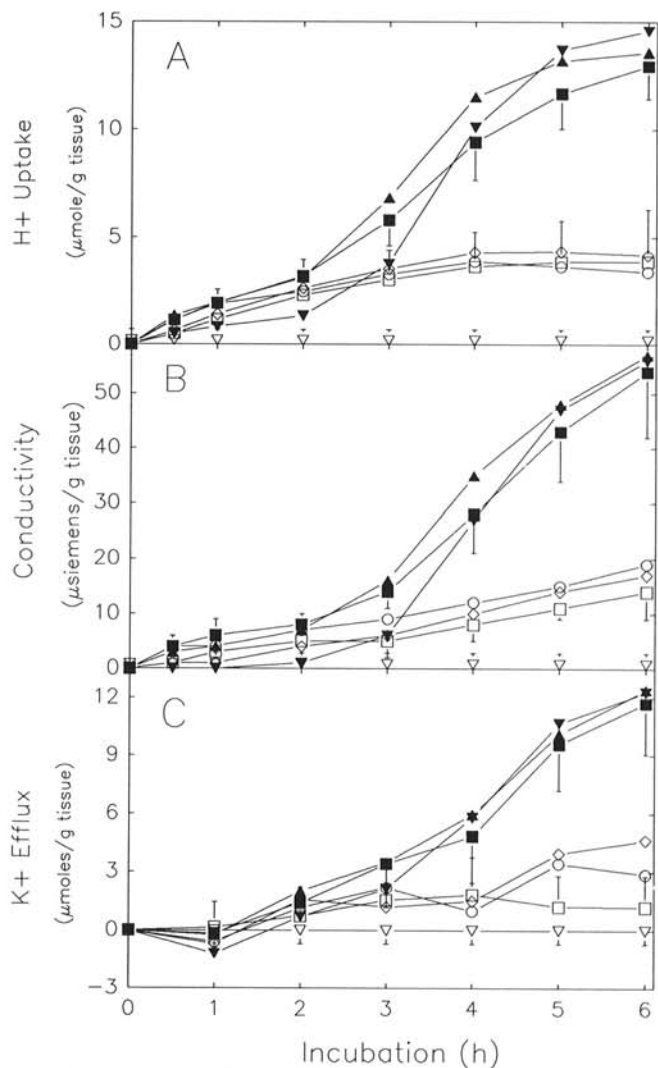 A
H+ Uptake
(μmole/g tissue)
15
10
5
0
B
Conductivity
(μsiemens/g tissue)
50
40
30
20
10
0
C
K+ Efflux
(μmoles/g tissue)
12
9
6
3
0
−3
0 1 2 3 4 5 6
Incubation (h)